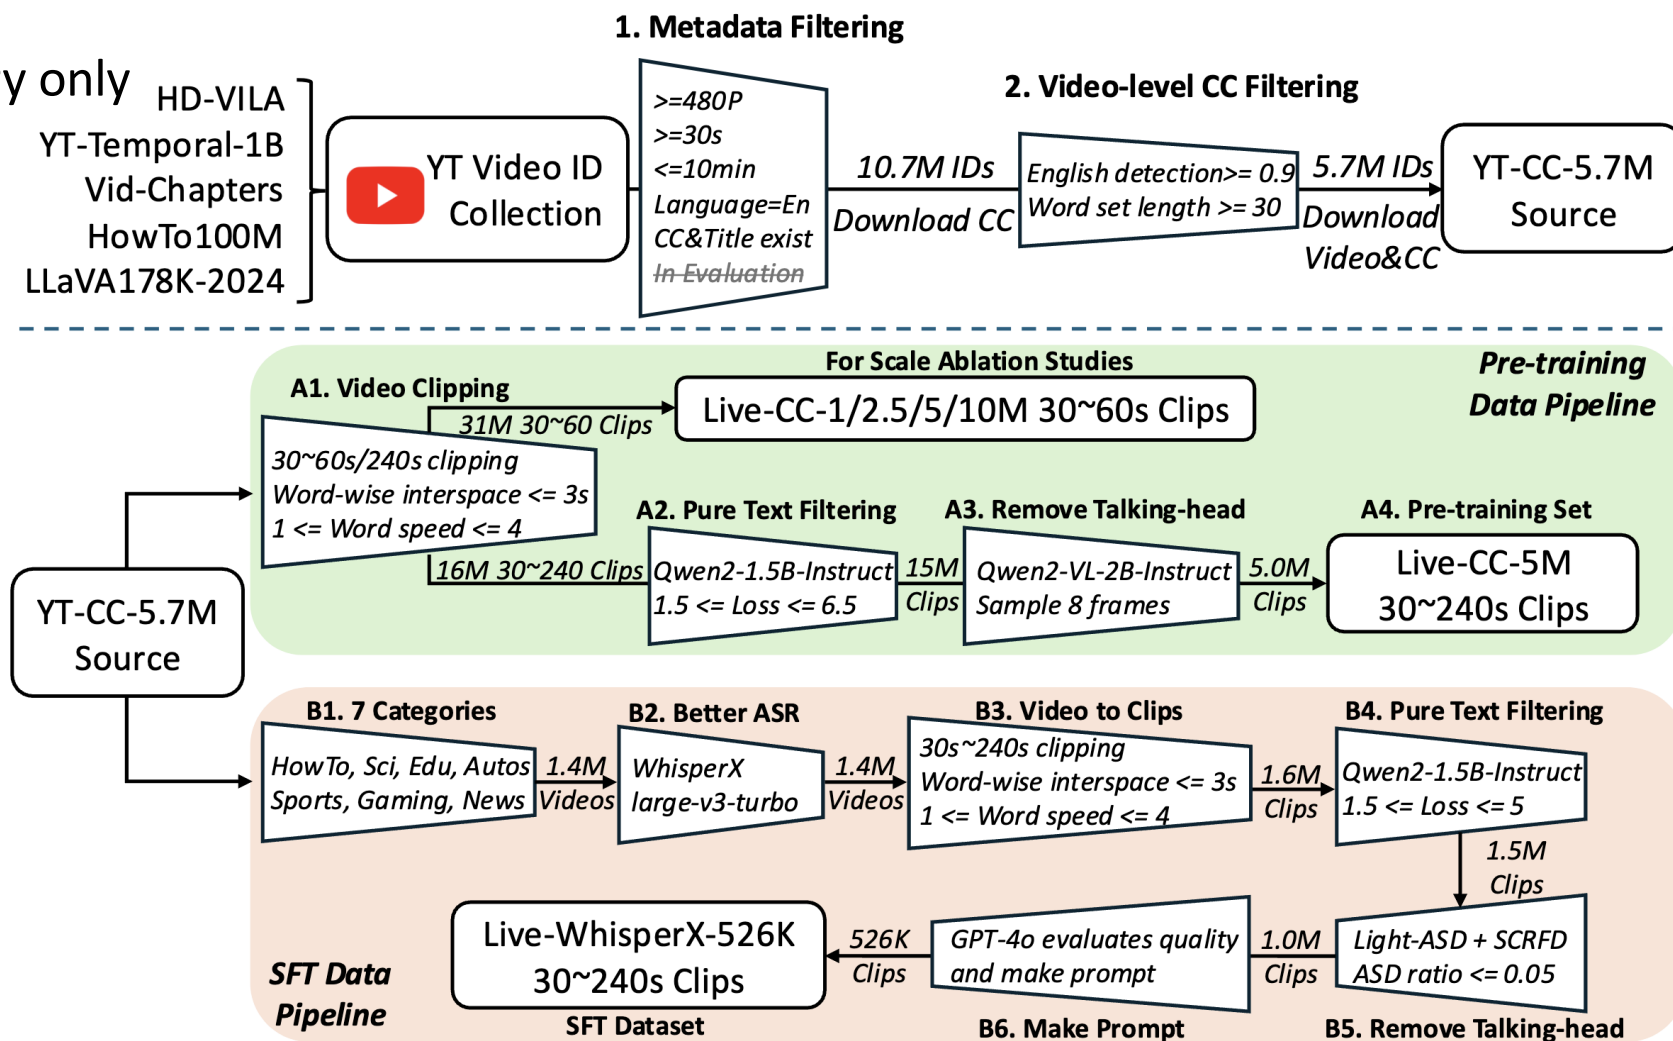 y only
HD-VILA
YT-Temporal-1B
Vid-Chapters
HowTo100M
LLaVA178K-2024
YT Video ID
Collection
1. Metadata Filtering
>=480P
>=30s
<=10min
Language=En
CC&Title exist
In Evaluation
10.7M IDs
Download CC
2. Video-level CC Filtering
English detection>= 0.9
Word set length >= 30
5.7M IDs
Download
Video&CC
YT-CC-5.7M
Source
Pre-training
Data Pipeline
YT-CC-5.7M
Source
A1. Video Clipping
30~60s/240s clipping
Word-wise interspace <= 3s
1 <= Word speed <= 4
31M 30~60 Clips
For Scale Ablation Studies
Live-CC-1/2.5/5/10M 30~60s Clips
16M 30~240 Clips
A2. Pure Text Filtering
Qwen2-1.5B-Instruct
1.5 <= Loss <= 6.5
15M
Clips
A3. Remove Talking-head
Qwen2-VL-2B-Instruct
Sample 8 frames
5.0M
Clips
A4. Pre-training Set
Live-CC-5M
30~240s Clips
B1. 7 Categories
HowTo, Sci, Edu, Autos
Sports, Gaming, News
1.4M
Videos
B2. Better ASR
WhisperX
large-v3-turbo
1.4M
Videos
B3. Video to Clips
30s~240s clipping
Word-wise interspace <= 3s
1 <= Word speed <= 4
1.6M
Clips
B4. Pure Text Filtering
Qwen2-1.5B-Instruct
1.5 <= Loss <= 5
1.5M
Clips
Light-ASD + SCRFD
ASD ratio <= 0.05
B5. Remove Talking-head
1.0M
Clips
GPT-4o evaluates quality
and make prompt
B6. Make Prompt
526K
Clips
Live-WhisperX-526K
30~240s Clips
SFT Dataset
SFT Data
Pipeline